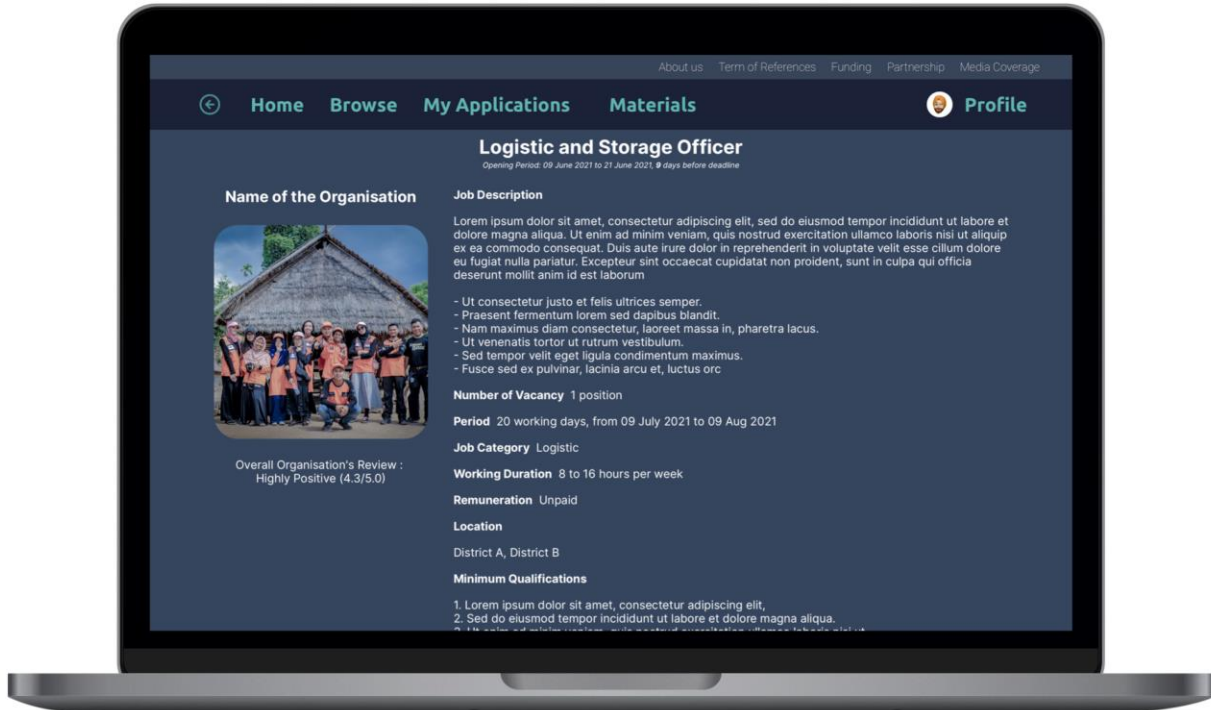 About us Term of References Funding Partnership Media Coverage
Home Browse My Applications Materials Profile
Logistic and Storage Officer
Opening Period: 09 June 2021 to 21 June 2021, 9 days before deadline
Name of the Organisation
Overall Organisation's Review :
Highly Positive (4.3/5.0)
Job Description
Lorem ipsum dolor sit amet, consectetur adipiscing elit, sed do eiusmod tempor incididunt ut labore et
dolore magna aliqua. Ut enim ad minim veniam, quis nostrud exercitation ullamco laboris nisi ut aliquip
ex ea commodo consequat. Duis aute irure dolor in reprehenderit in voluptate velit esse cillum dolore
eu fugiat nulla pariatur. Excepteur sint occaecat cupidatat non proident, sunt in culpa qui officia
deserunt mollit anim id est laborum
- Ut consectetur justo et felis ultrices semper.
- Praesent fermentum lorem sed dapibus blandit.
- Nam maximus diam consectetur, laoreet massa in, pharetra lacus.
- Ut venenatis tortor ut rutrum vestibulum.
- Sed tempor velit eget ligula condimentum maximus.
- Fusce sed ex pulvinar, lacinia arcu et, luctus orc
Number of Vacancy 1 position
Period 20 working days, from 09 July 2021 to 09 Aug 2021
Job Category Logistic
Working Duration 8 to 16 hours per week
Remuneration Unpaid
Location
District A, District B
Minimum Qualifications
1. Lorem ipsum dolor sit amet, consectetur adipiscing elit,
2. Sed do eiusmod tempor incididunt ut labore et dolore magna aliqua.